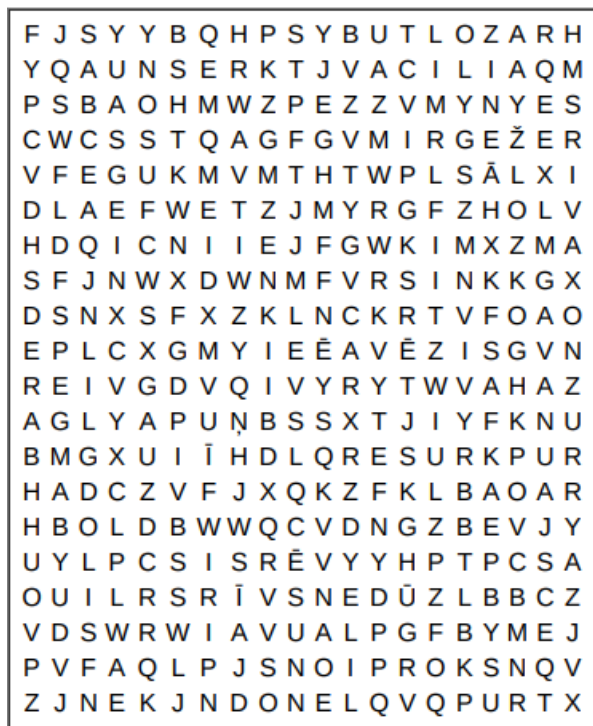 F J S Y Y B Q H P S Y B U T L O Z A R H
Y Q A U N S E R K T J V A C I L I A Q M
P S B A O H M W Z P E Z Z V M Y N Y E S
C W C S S T Q A G F G V M I R G E Ž E R
V F E G U K M V M T H T W P L S Ā L X I
D L A E F W E T Z J M Y R G F Z H O L V
H D Q I C N I I E J F G W K I M X Z M A
S F J N W X D W N M F V R S I N K K G X
D S N X S F X Z K L N C K R T V F O A O
E P L C X G M Y I E Ē A V Ē Z I S G V N
R E I V G D V Q I V Y R Y T W V A H A Z
A G L Y A P U Ņ B S S X T J I Y F K N U
B M G X U I Ī H D L Q R E S U R K P U R
H A D C Z V F J X Q K Z F K L B A O A R
H B O L D B W W Q C V D N G Z B E V J Y
U Y L P C S I S R Ē V Y Y H P T P C S A
O U I L R S R Ī V S N E D Ū Z L B B C Z
V D S W R W I A V U A L P G F B Y M E J
P V F A Q L P J S N O I P R O K S N Q V
Z J N E K J N D O N E L Q V Q P U R T X